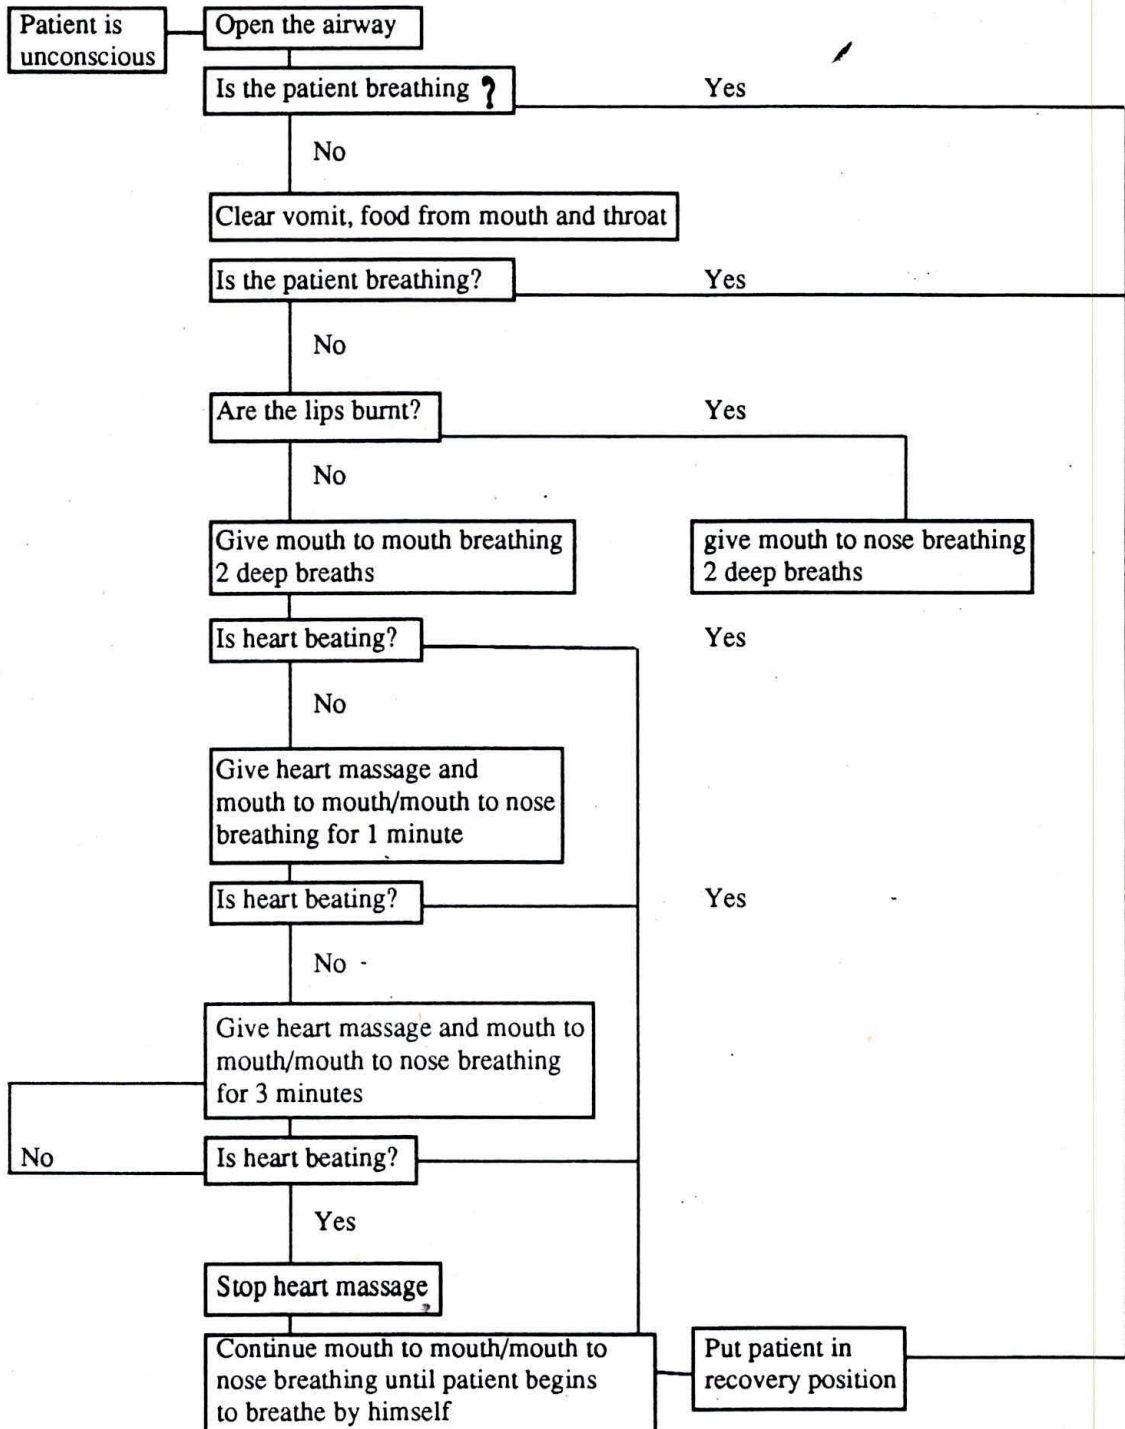 Patient is
unconscious
Open the airway
Is the patient breathing ?
Yes
No
Clear vomit, food from mouth and throat
Is the patient breathing?
Yes
No
Are the lips burnt?
Yes
No
Give mouth to mouth breathing
2 deep breaths
give mouth to nose breathing
2 deep breaths
Is heart beating?
Yes
No
Give heart massage and
mouth to mouth/mouth to nose
breathing for 1 minute
Is heart beating?
Yes
No
Give heart massage and mouth to
mouth/mouth to nose breathing
for 3 minutes
No
Is heart beating?
Yes
Stop heart massage
Continue mouth to mouth/mouth to
nose breathing until patient begins
to breathe by himself
Put patient in
recovery position